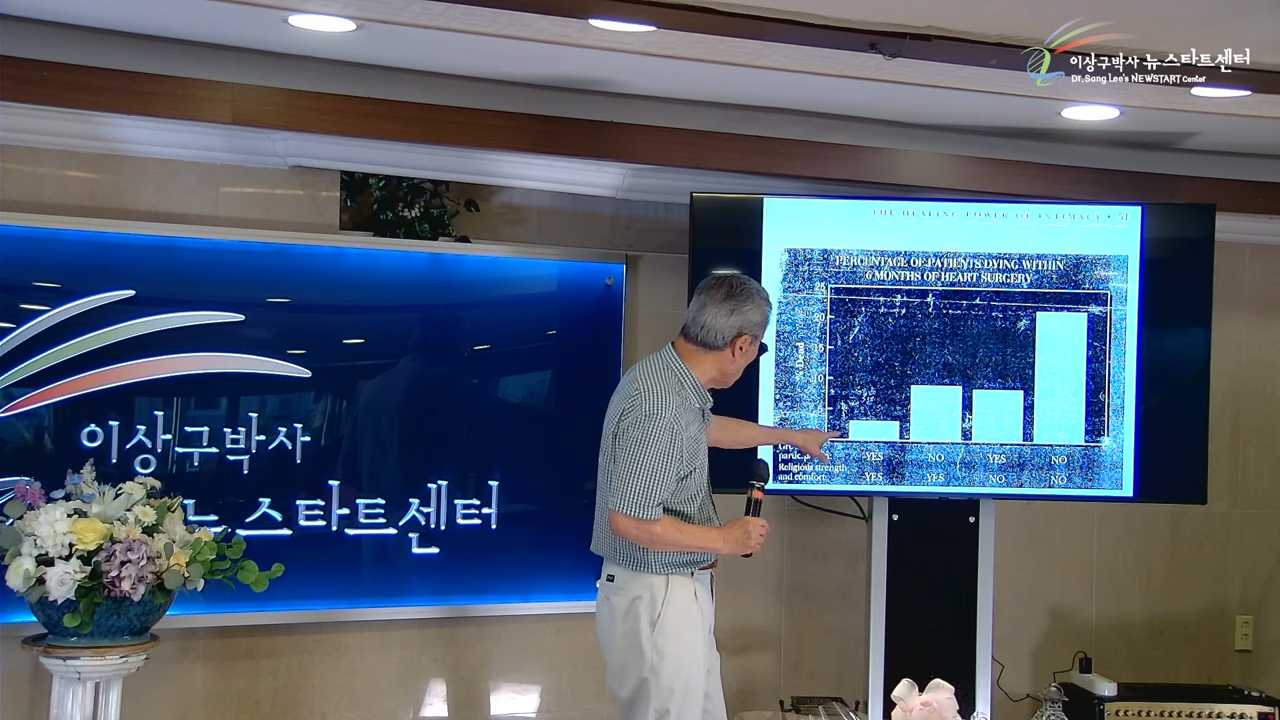 이상구박사 뉴스타트센터
Dr. Sang Lee's NEWSTART Center
THE HEALING POWER OF INTIMACY • 51
PERCENTAGE OF PATIENTS DYING WITHIN
6 MONTHS OF HEART SURGERY
25
20
15
10
YES NO YES NO
Religious strength
and comfort YES YES NO NO
이상구박사
뉴스타트센터